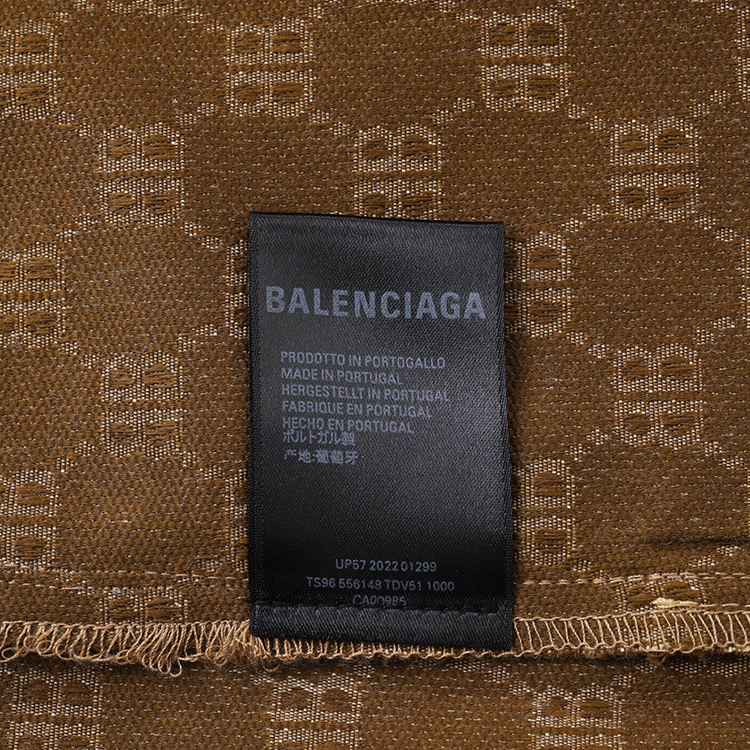 BALENCIAGA
PRODOTTO IN PORTOGALLO
MADE IN PORTUGAL
HERGESTELLT IN PORTUGAL
FABRIQUE EN PORTUGAL
HECHO EN PORTUGAL
ポルトガル製
产地:葡萄牙
UP57 2022 01299
TS96 556148 TDV51 1000
CA00985